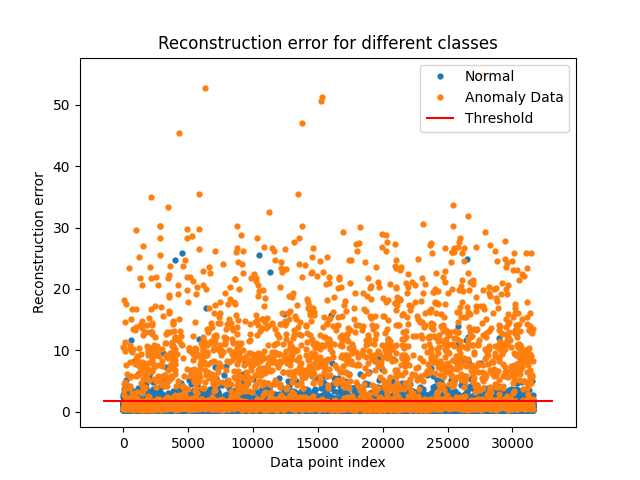 Reconstruction error for different classes
Normal
Anomaly Data
Threshold
Reconstruction error
50
40
30
20
10
0
0 5000 10000 15000 20000 25000 30000
Data point index